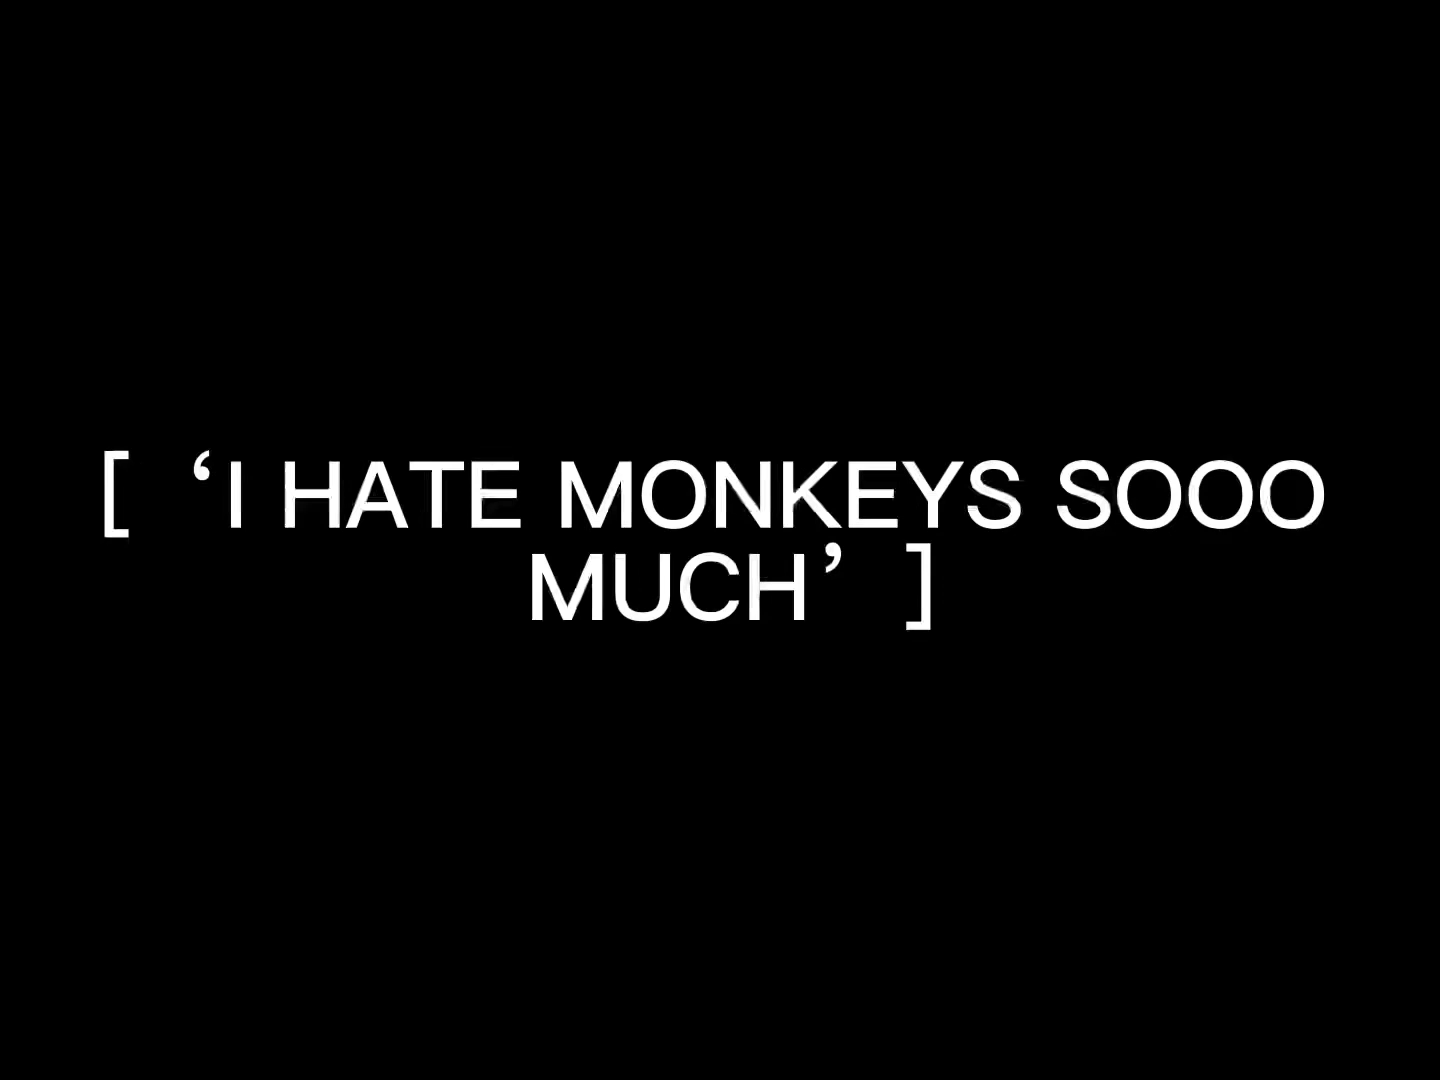 [ ‘I HATE MONKEYS SOOO
MUCH’ ]